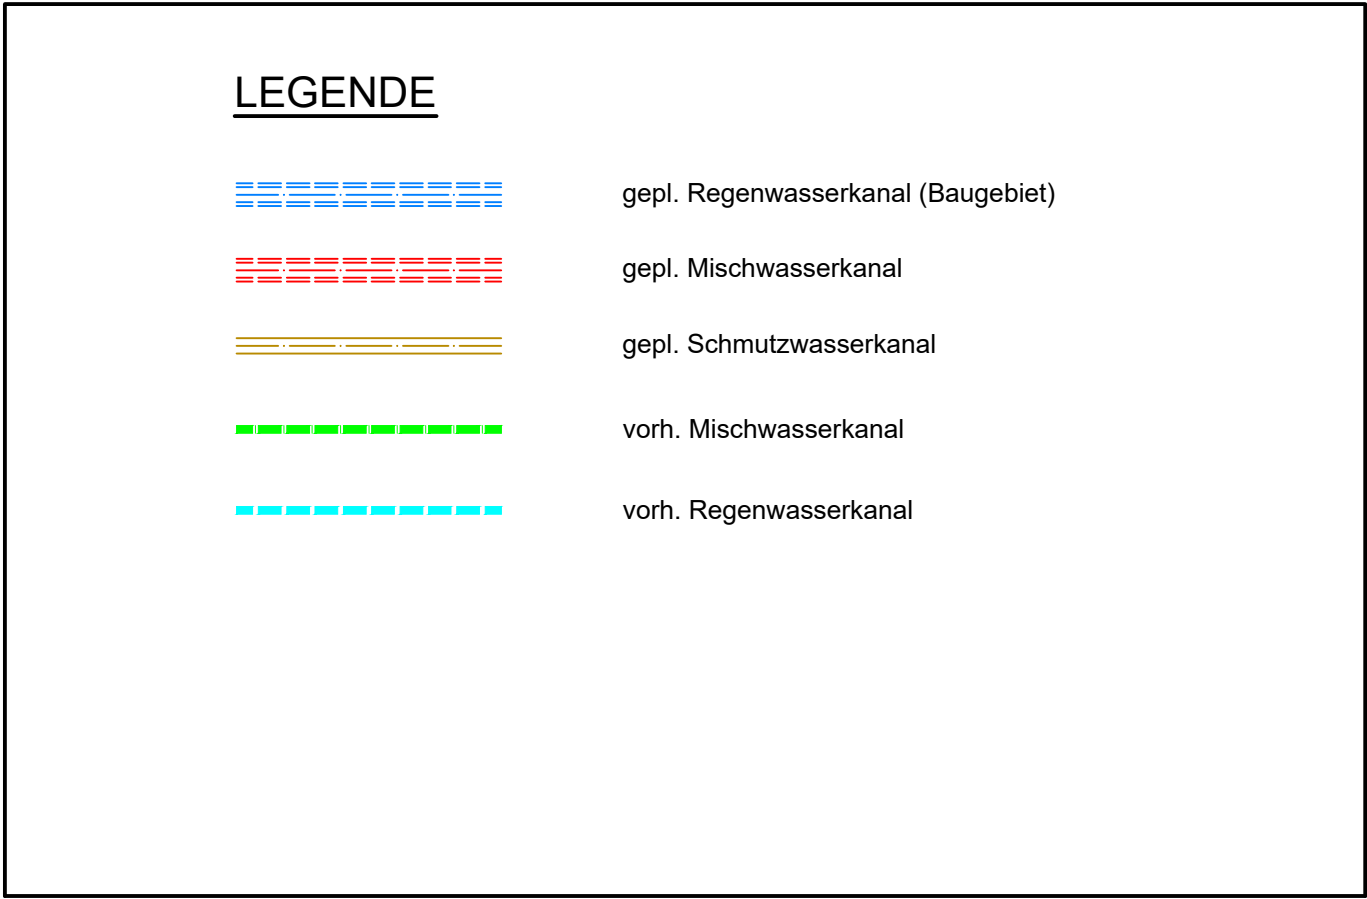 LEGENDE
gepl. Regenwasserkanal (Baugebiet)
gepl. Mischwasserkanal
gepl. Schmutzwasserkanal
vorh. Mischwasserkanal
vorh. Regenwasserkanal